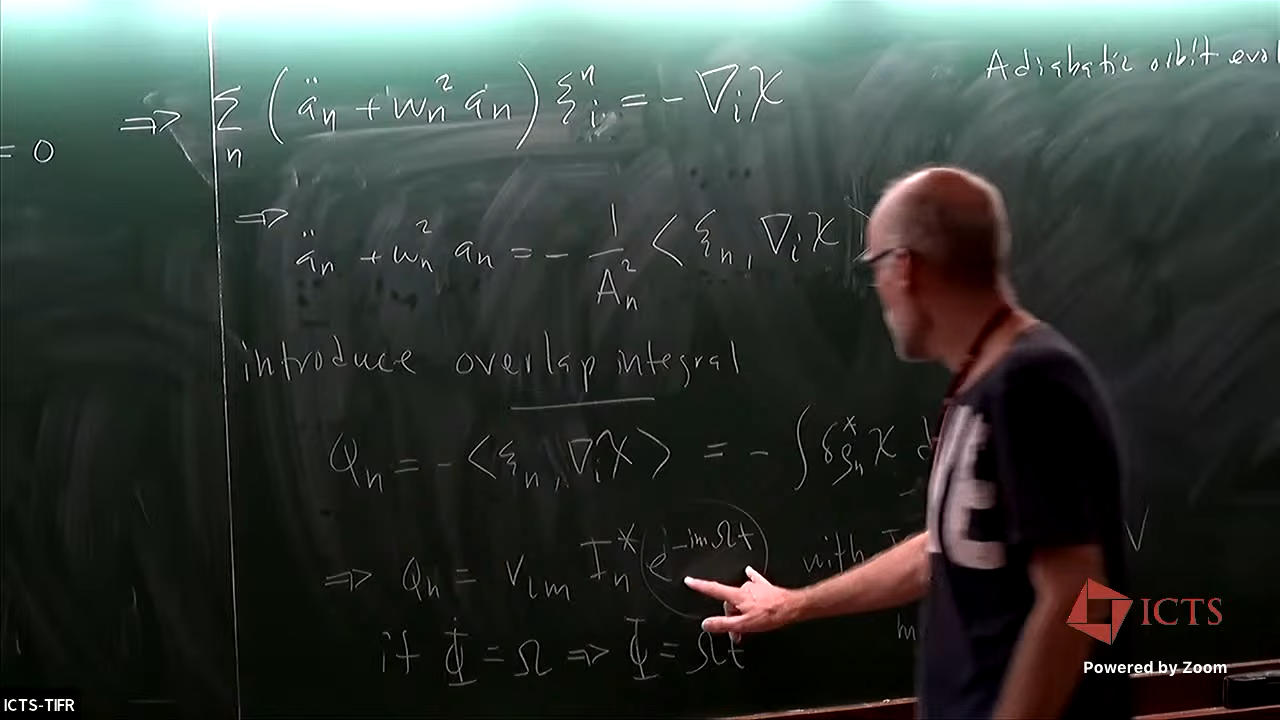 Adiabatic orbit evol
⇒ Σ_n (ä_n + ω_n² a_n) ξ_i^n = − ∇_i χ
= 0
⇒ ä_n + ω_n² a_n = − 1/A_n² < ξ_n, ∇_i χ >
introduce overlap integral
Q_n = − < ξ_n, ∇_i χ > = − ∫ δρ_n^* χ d
⇒ Q_n = v_lm I_n^* e^{−imΩt} with I V
if Φ̇ = Ω ⇒ Φ = Ωt m
ICTS
Powered by Zoom
ICTS-TIFR